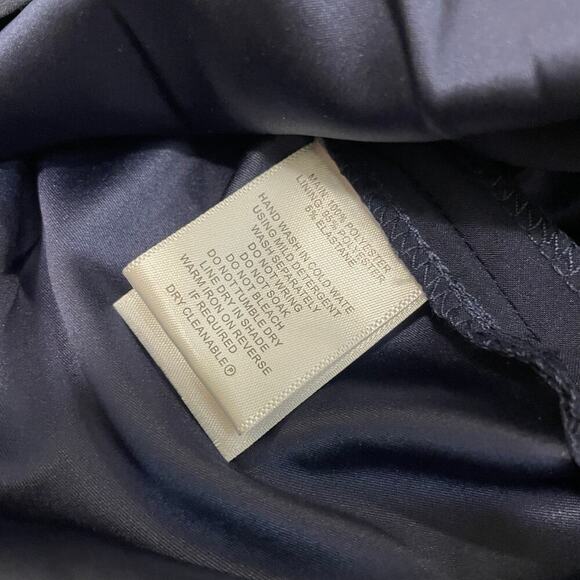 MAIN: 100% POLYESTER
LINING: 95% POLYESTER
6% ELASTANE
HAND WASH IN COLD WATE
USING MILD DETERGENT
WASH SEPARATELY
DO NOT WRING
DO NOT SOAK
DO NOT BLEACH
DO NOT TUMBLE DRY
LINE DRY IN SHADE
WARM IRON ON REVERSE
IF REQUIRED
DRY CLEANABLE Ⓟ